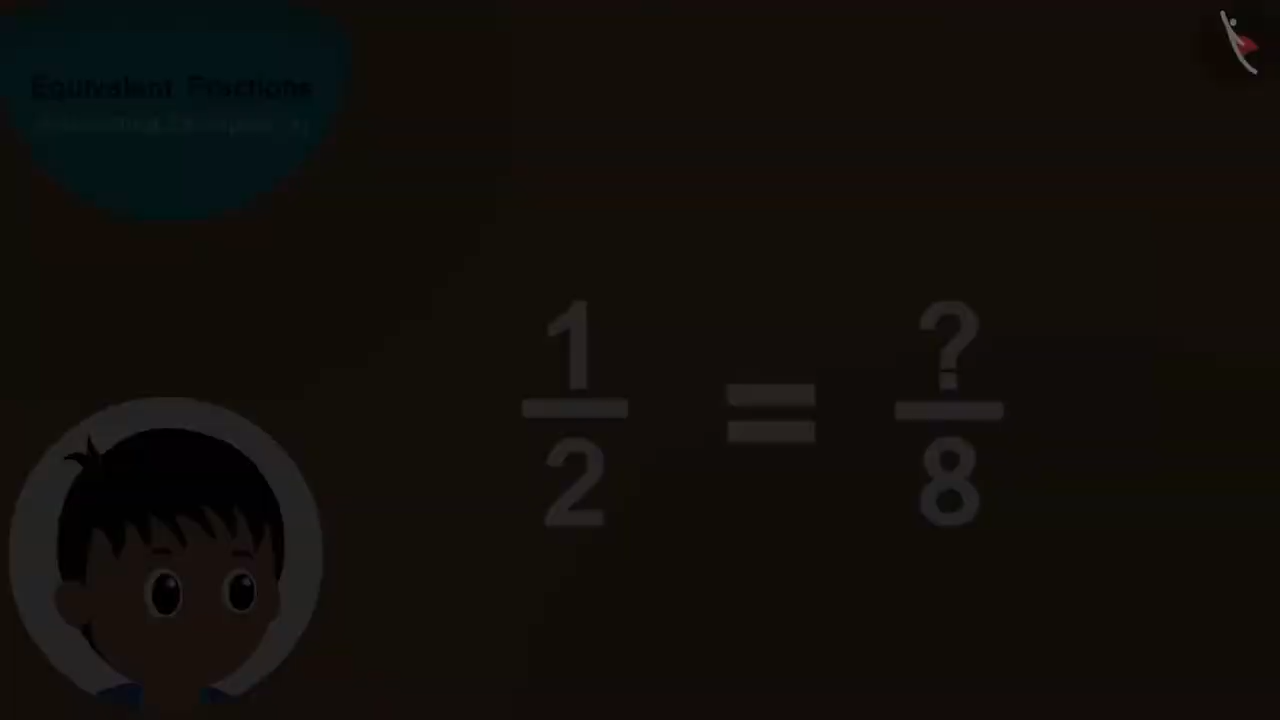 Equivalent Fractions
1 = ?
2 8